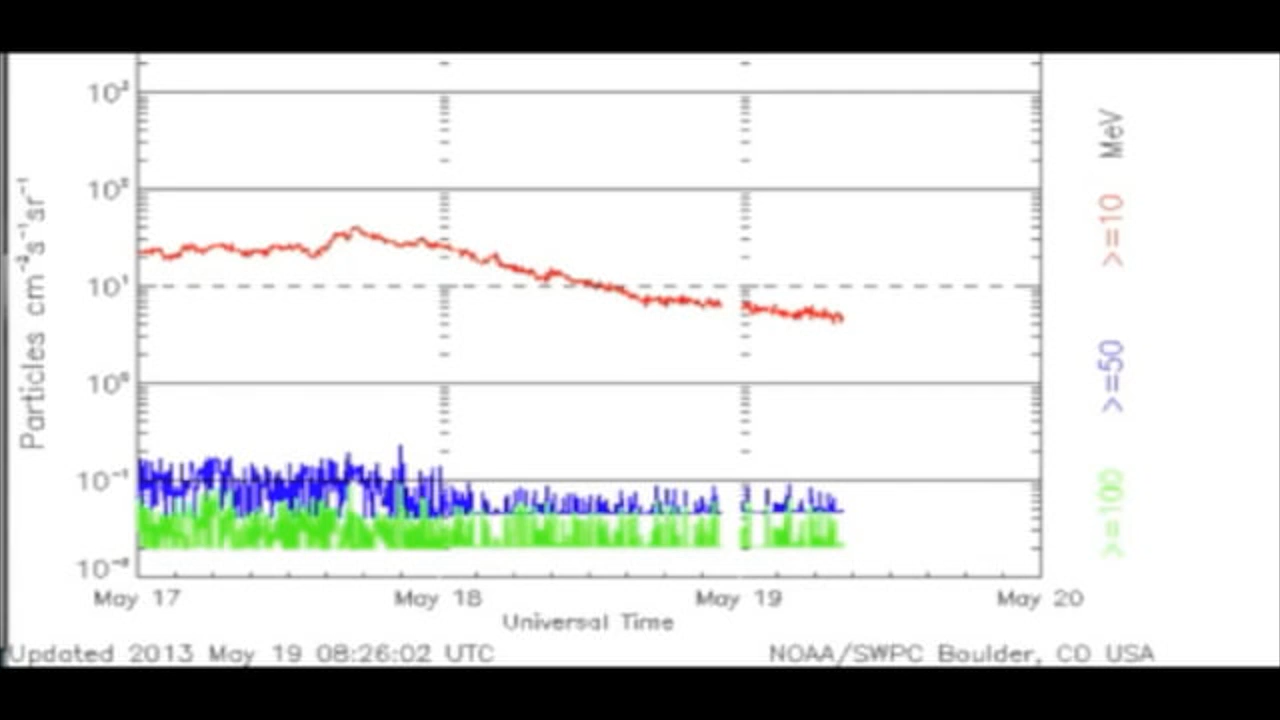 10³
10²
10¹
10⁰
10⁻¹
10⁻²
Particles cm⁻²s⁻¹sr⁻¹
May 17
May 18
May 19
May 20
Universal Time
Updated 2013 May 19 08:26:02 UTC
NOAA/SWPC Boulder, CO USA
MeV
>=10
>=50
>=100